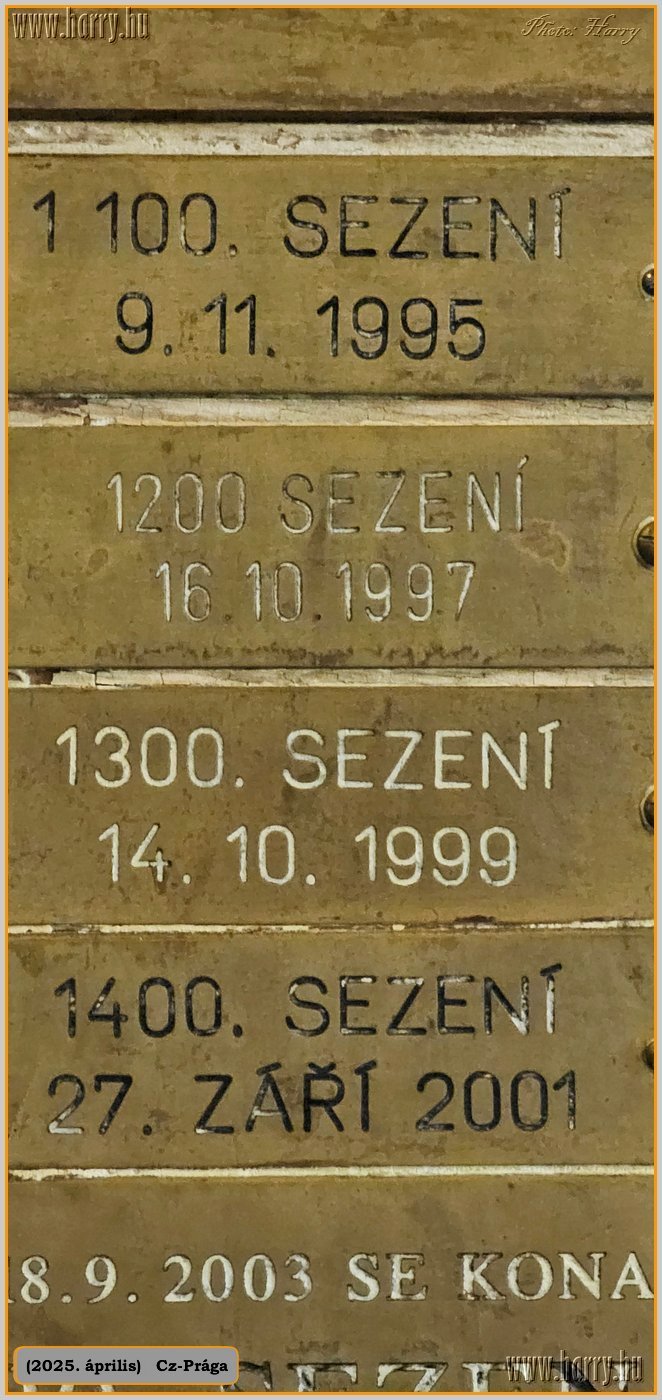 www.harry.hu
Photo: Harry
1 100. SEZENÍ
9. 11. 1995
1200 SEZENÍ
16.10.1997
1300. SEZENÍ
14. 10. 1999
1400. SEZENÍ
27. ZÁŘÍ 2001
18.9.2003 SE KONA
(2025. április) Cz-Prága
www.harry.hu